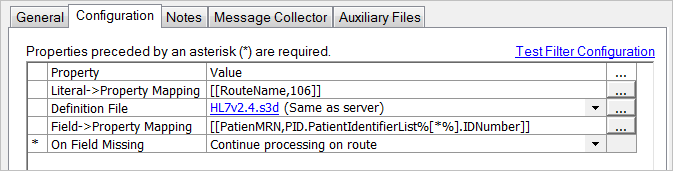 General Configuration Notes Message Collector Auxiliary Files
Properties preceded by an asterisk (*) are required. Test Filter Configuration
Property Value ...
Literal->Property Mapping [[RouteName,106]] ...
Definition File HL7v2.4.s3d (Same as server) ...
Field->Property Mapping [[PatienMRN,PID.PatientIdentifierList%[*%].IDNumber]] ...
* On Field Missing Continue processing on route